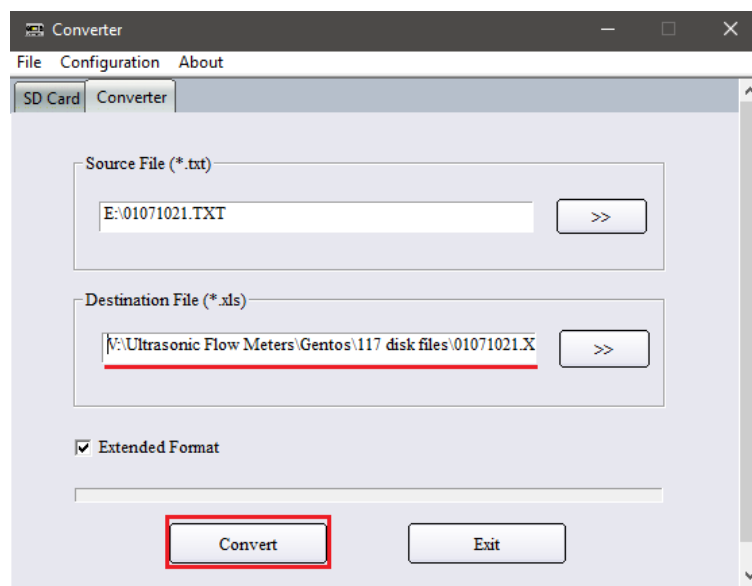 Converter
File Configuration About
SD Card Converter
Source File (*.txt)
E:\01071021.TXT
>>
Destination File (*.xls)
V:\Ultrasonic Flow Meters\Gentos\117 disk files\01071021.X
>>
Extended Format
Convert Exit